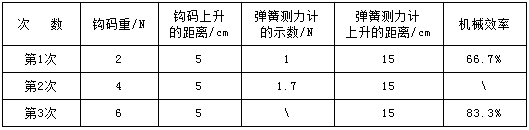 次　数 钩码重/N 钩码上升的距离/cm 弹簧测力计的示数/N 弹簧测力计上升的距离/cm 机械效率
第1次 2 5 1 15 66.7%
第2次 4 5 1.7 15 \
第3次 6 5 \ 15 83.3%